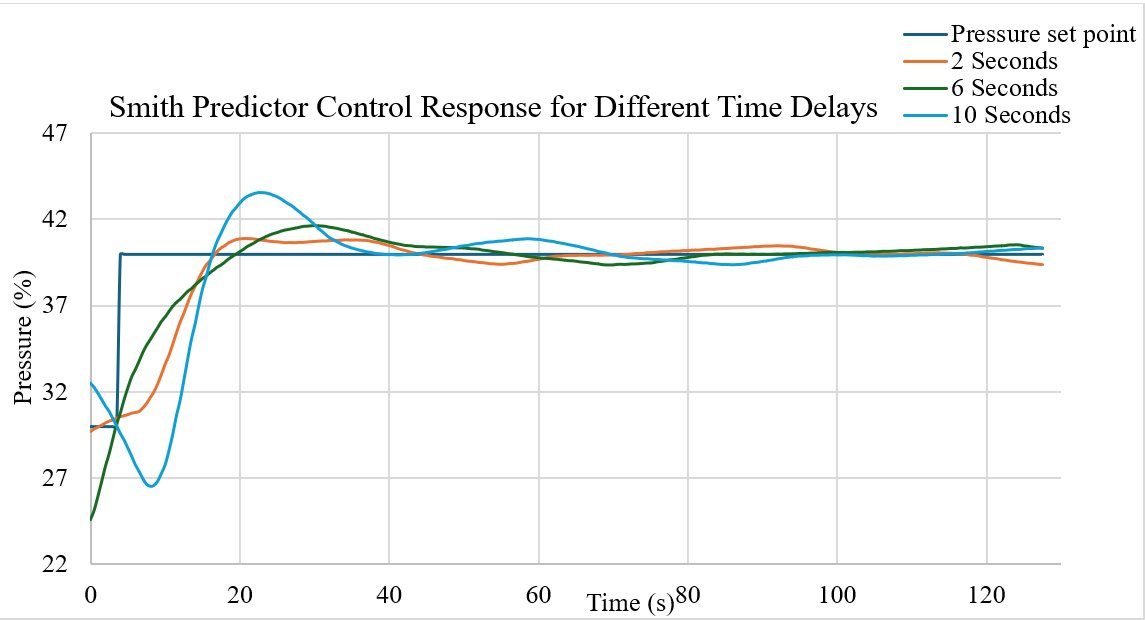 Pressure set point
2 Seconds
6 Seconds
10 Seconds
Smith Predictor Control Response for Different Time Delays
47
42
37
32
27
22
Pressure (%)
0 20 40 60 80 100 120
Time (s)